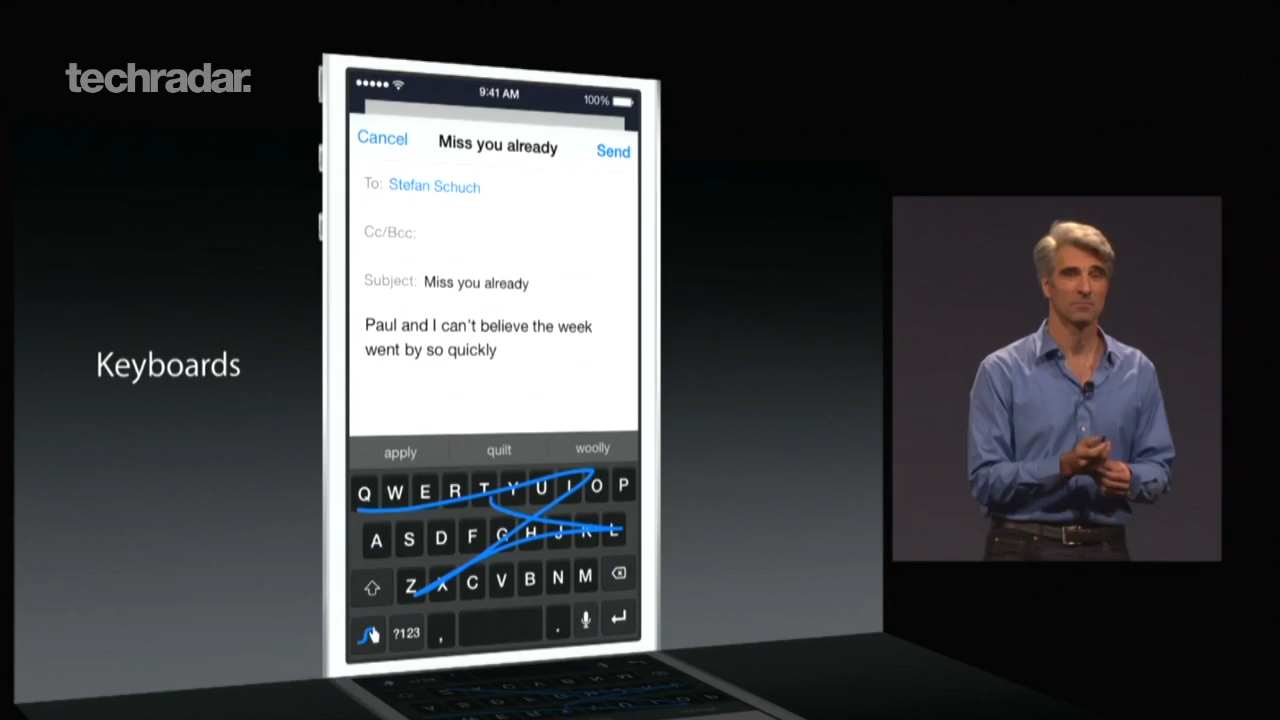 techradar.
9:41 AM
100%
Cancel
Miss you already
Send
To: Stefan Schuch
Cc/Bcc:
Subject: Miss you already
Paul and I can't believe the week
went by so quickly
Keyboards
apply quilt woolly
Q W E R T Y U I O P
A S D F G H J K L
Z X C V B N M
?123 , .